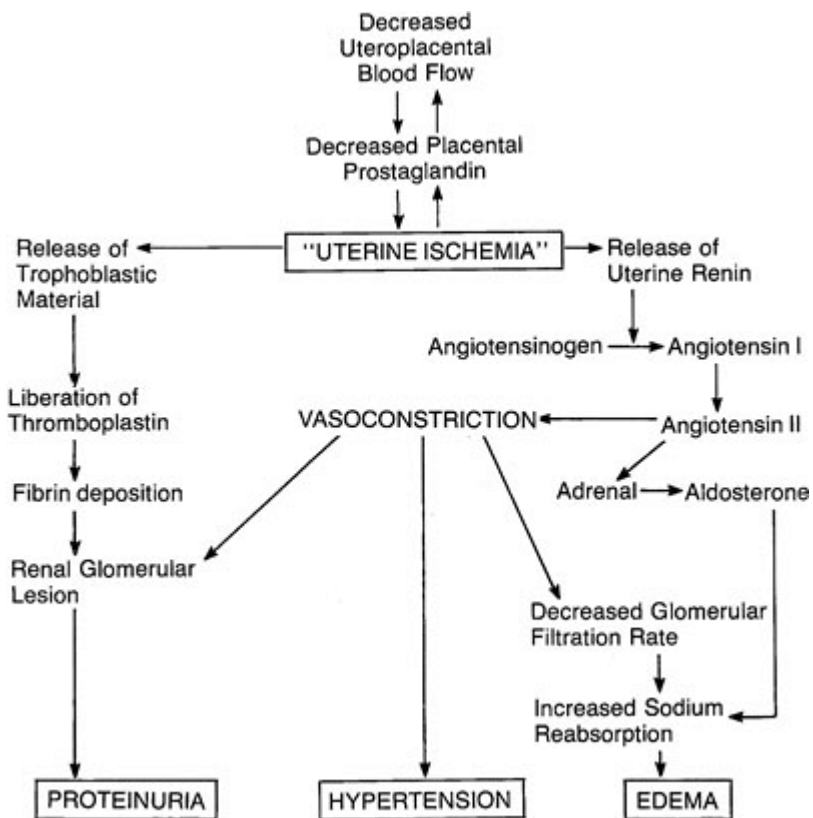 Decreased
Uteroplacental
Blood Flow
Decreased Placental
Prostaglandin
"UTERINE ISCHEMIA"
Release of
Trophoblastic
Material
Release of
Uterine Renin
Angiotensinogen
Angiotensin I
Liberation of
Thromboplastin
VASOCONSTRICTION
Angiotensin II
Fibrin deposition
Adrenal
Aldosterone
Renal Glomerular
Lesion
Decreased Glomerular
Filtration Rate
Increased Sodium
Reabsorption
PROTEINURIA
HYPERTENSION
EDEMA